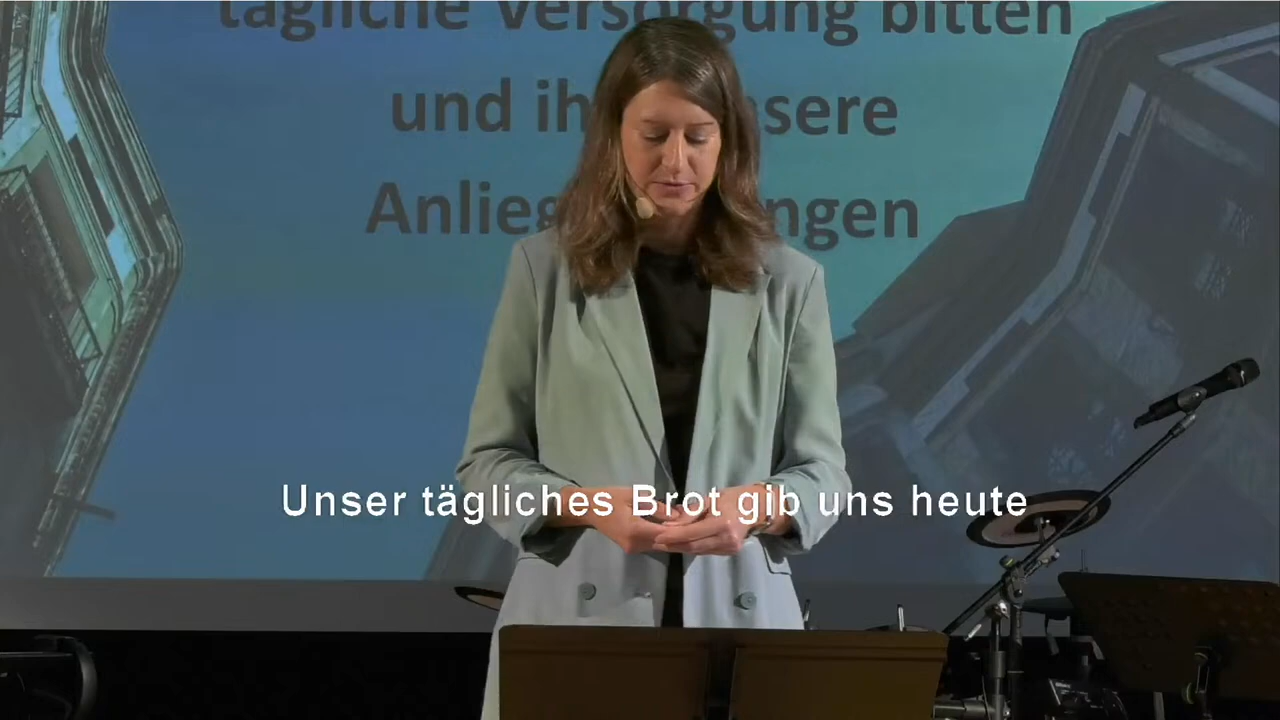 tägliche Versorgung bitten
und ih sere
Anlieg ngen
Unser tägliches Brot gib uns heute